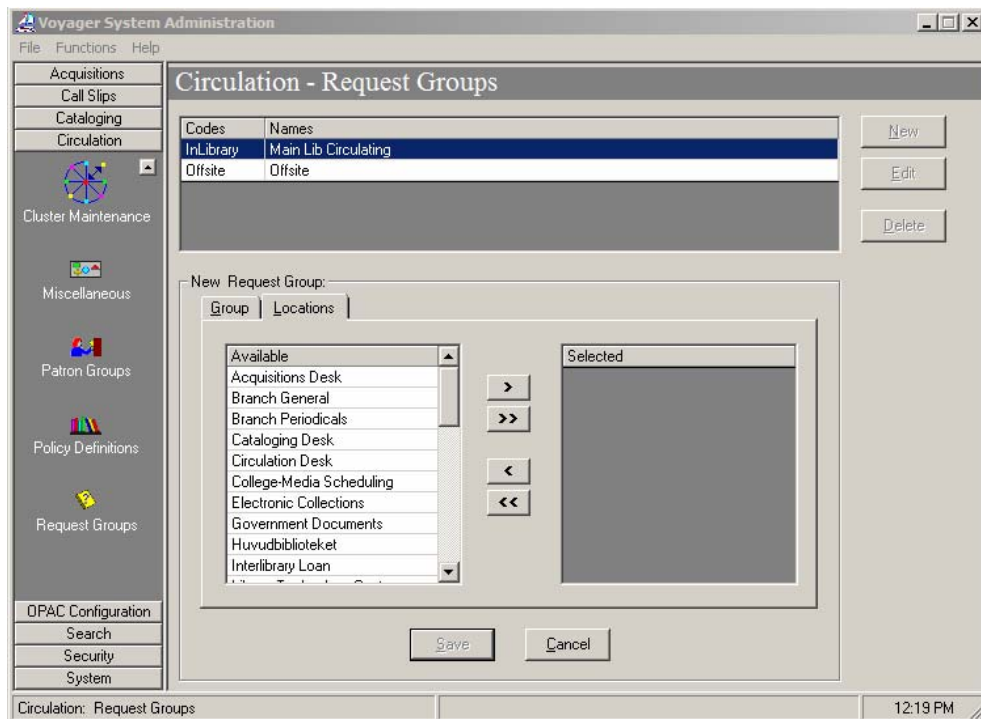 Voyager System Administration
File Functions Help
Acquisitions
Call Slips
Cataloging
Circulation
Cluster Maintenance
Miscellaneous
Patron Groups
Policy Definitions
Request Groups
OPAC Configuration
Search
Security
System
Circulation - Request Groups
Codes Names
InLibrary Main Lib Circulating
Offsite Offsite
New
Edit
Delete
New Request Group:
Group Locations
Available
Acquisitions Desk
Branch General
Branch Periodicals
Cataloging Desk
Circulation Desk
College-Media Scheduling
Electronic Collections
Government Documents
Huvudbiblioteket
Interlibrary Loan
>
>>
<
<<
Selected
Save Cancel
Circulation: Request Groups 12:19 PM